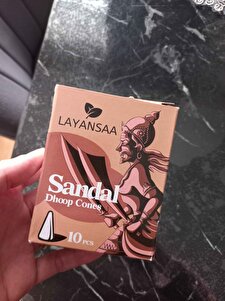 LAYANSAA
Sandal
Dhoop Cones
10 PCS